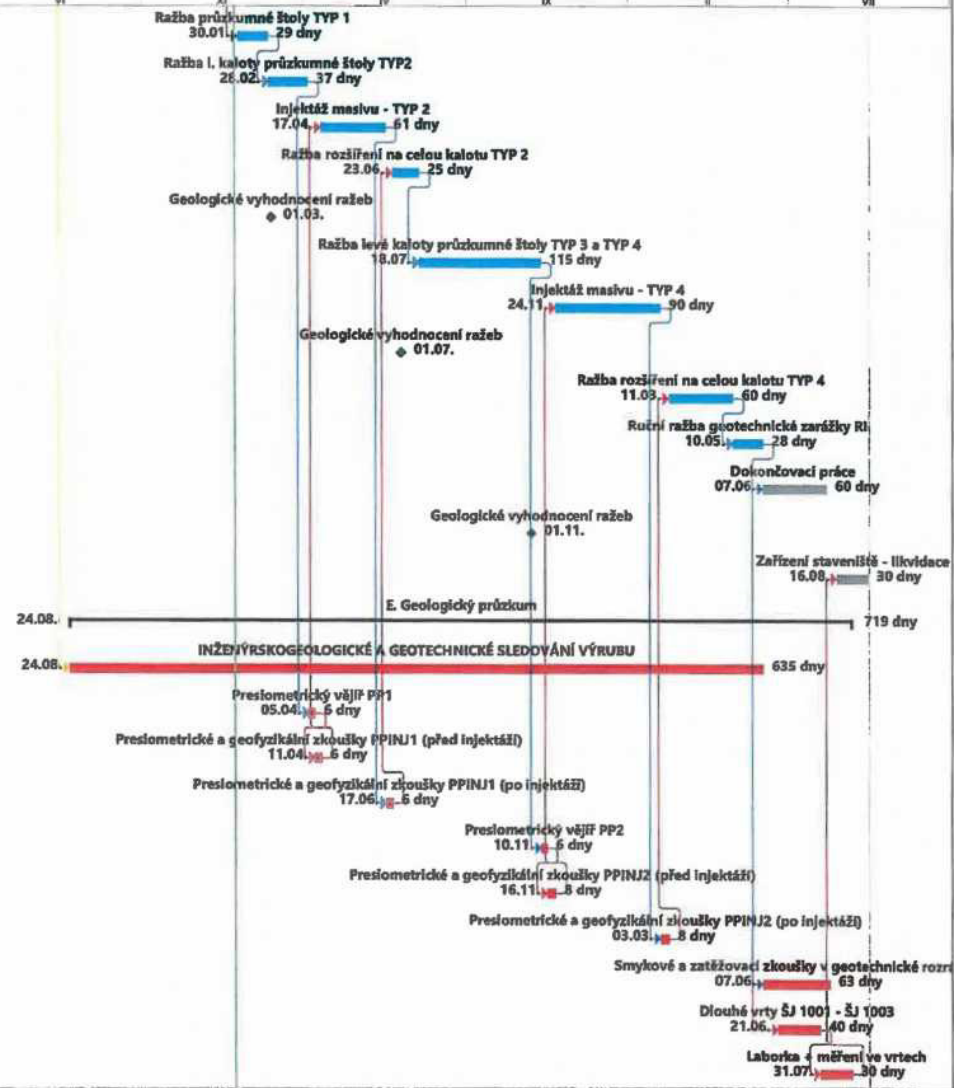 VI XI IV IX II VII
Ražba průzkumné štoly TYP 1
30.01. 29 dny
Ražba I. kaloty průzkumné štoly TYP2
28.02. 37 dny
Injektáž masivu - TYP 2
17.04. 61 dny
Ražba rozšíření na celou kalotu TYP 2
23.06. 25 dny
Geologické vyhodnocení ražeb
01.03.
Ražba levé kaloty průzkumné štoly TYP 3 a TYP 4
18.07. 115 dny
Injektáž masivu - TYP 4
24.11. 90 dny
Geologické vyhodnocení ražeb
01.07.
Ražba rozšíření na celou kalotu TYP 4
11.03. 60 dny
Ruční ražba geotechnické zarážky
10.05. 28 dny
Dokončovací práce
07.06. 60 dny
Geologické vyhodnocení ražeb
01.11.
Zařízení staveniště - likvidace
16.08. 30 dny
E. Geologický průzkum
24.08. 719 dny
INŽENÝRSKOGEOLOGICKÉ A GEOTECHNICKÉ SLEDOVÁNÍ VÝRUBU
24.08. 635 dny
Presiometrický vějíř PP1
05.04. 6 dny
Presiometrické a geofyzikální zkoušky PPINJ1 (před injektáží)
11.04. 6 dny
Presiometrické a geofyzikální zkoušky PPINJ1 (po injektáži)
17.06. 6 dny
Presiometrický vějíř PP2
10.11. 6 dny
Presiometrické a geofyzikální zkoušky PPINJ2 (před injektáží)
16.11. 8 dny
Presiometrické a geofyzikální zkoušky PPINJ2 (po injektáži)
03.03. 8 dny
Smykové a zatěžovací zkoušky v geotechnické
07.06. 63 dny
Dlouhé vrty ŠJ 1001 - ŠJ 1003
21.06. 40 dny
Laborka + měření ve vrtech
31.07. 30 dny